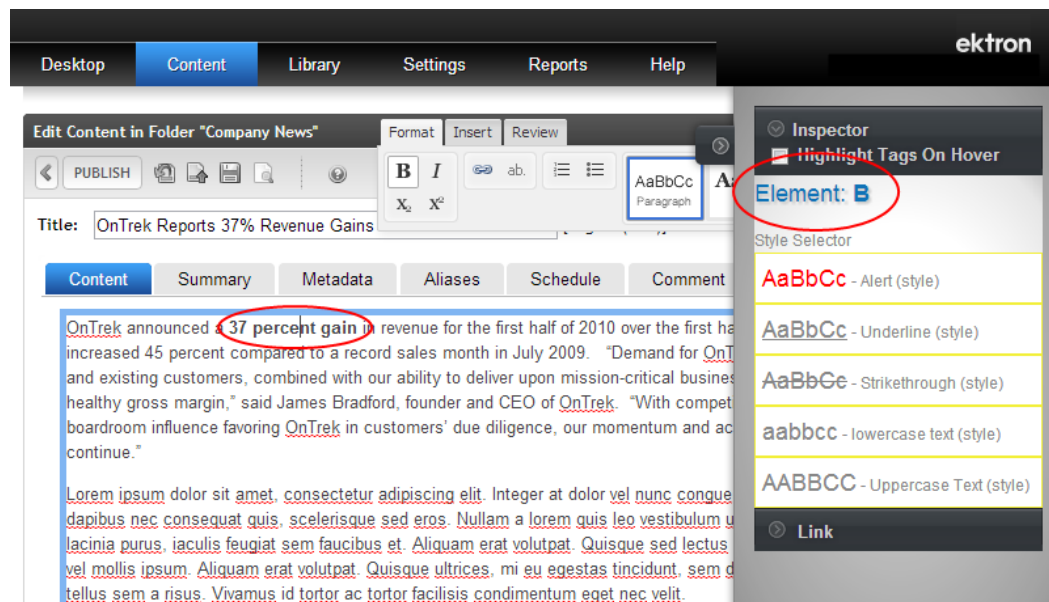 ektron
Desktop Content Library Settings Reports Help
Edit Content in Folder "Company News"
Format Insert Review
PUBLISH
B I ab.
X₂ X²
AaBbCc
Paragraph
Title: OnTrek Reports 37% Revenue Gains
Content Summary Metadata Aliases Schedule Comment
OnTrek announced a 37 percent gain in revenue for the first half of 2010 over the first ha
increased 45 percent compared to a record sales month in July 2009. “Demand for OnT
and existing customers, combined with our ability to deliver upon mission-critical busines
healthy gross margin,” said James Bradford, founder and CEO of OnTrek. “With compet
boardroom influence favoring OnTrek in customers’ due diligence, our momentum and ac
continue.”
Lorem ipsum dolor sit amet, consectetur adipiscing elit. Integer at dolor vel nunc congue
dapibus nec consequat quis, scelerisque sed eros. Nullam a lorem quis leo vestibulum u
lacinia purus, iaculis feugiat sem faucibus et. Aliquam erat volutpat. Quisque sed lectus
vel mollis ipsum. Aliquam erat volutpat. Quisque ultrices, mi eu egestas tincidunt, sem d
tellus sem a risus. Vivamus id tortor ac tortor facilisis condimentum eget nec velit.
Inspector
Highlight Tags On Hover
Element: B
Style Selector
AaBbCc - Alert (style)
AaBbCc - Underline (style)
AaBbCc - Strikethrough (style)
aabbcc - lowercase text (style)
AABBCC - Uppercase Text (style)
Link